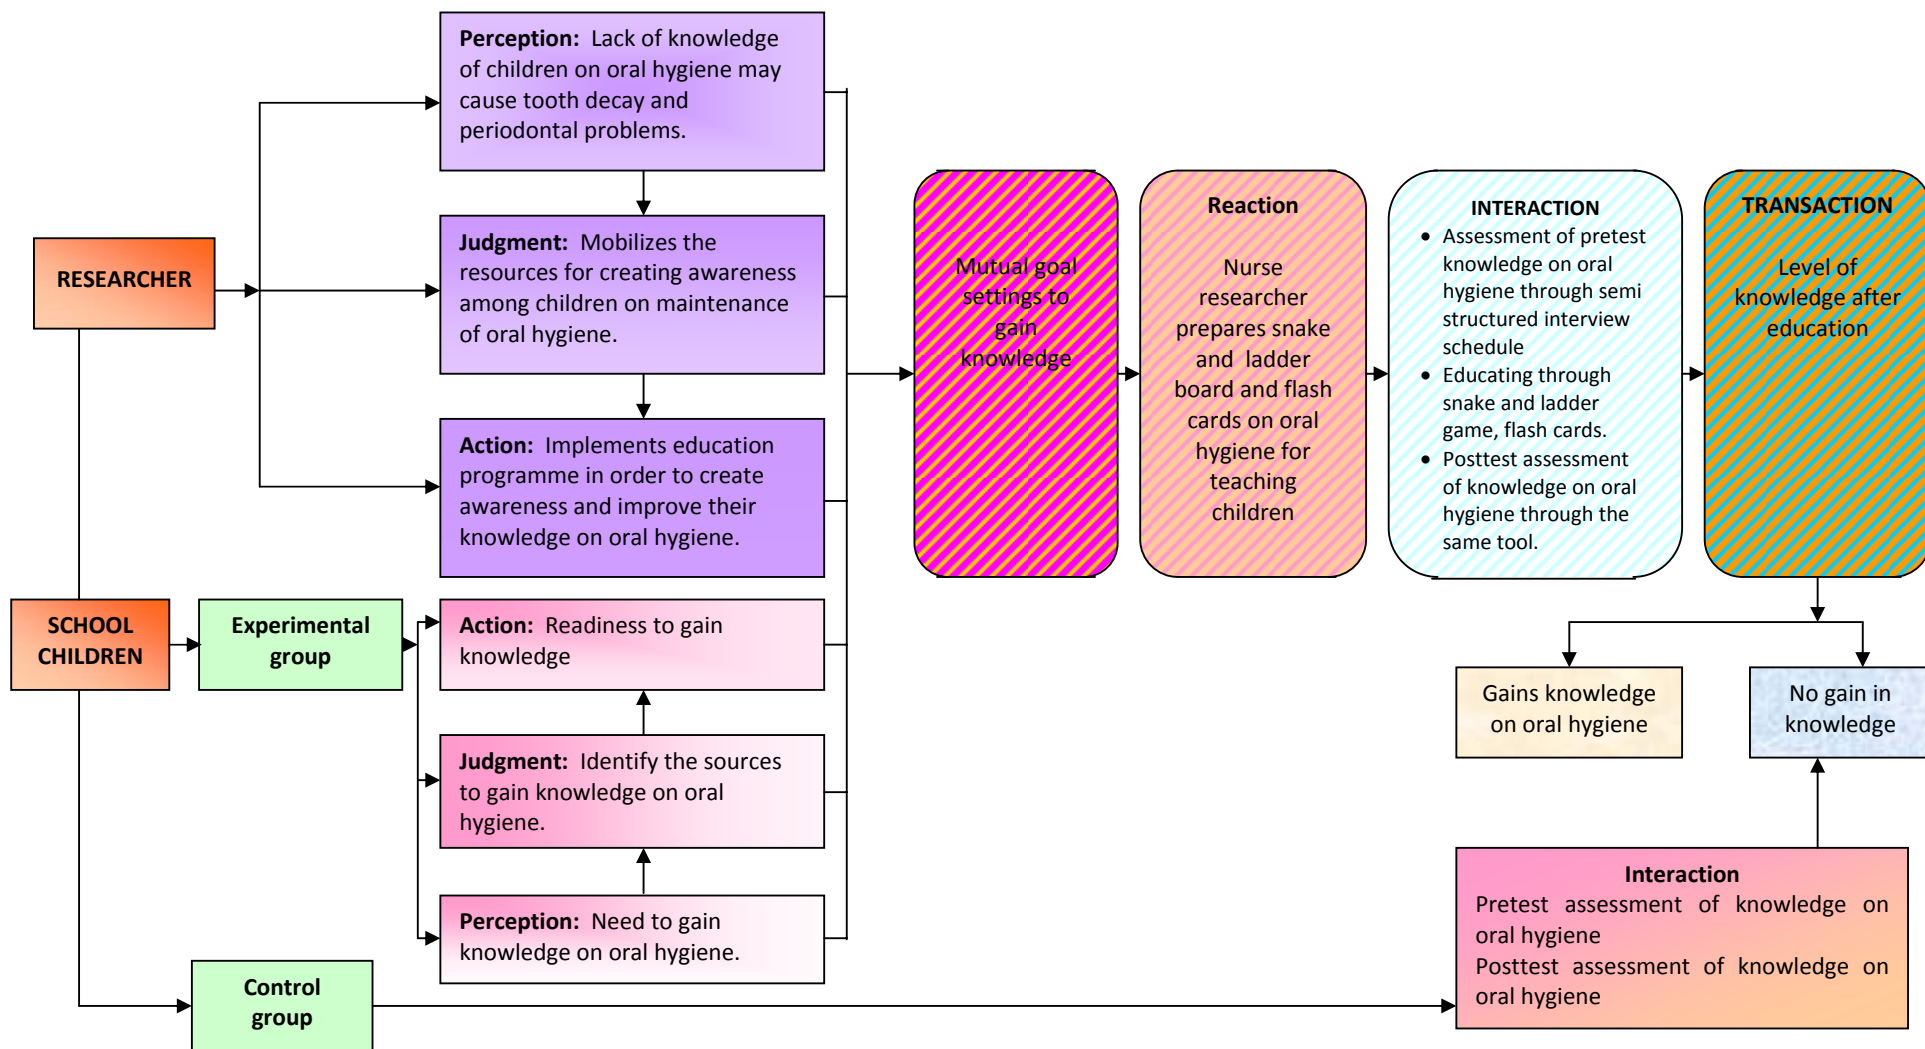 Perception: Lack of knowledge
of children on oral hygiene may
cause tooth decay and
periodontal problems.
RESEARCHER
Judgment: Mobilizes the
resources for creating awareness
among children on maintenance
of oral hygiene.
Action: Implements education
programme in order to create
awareness and improve their
knowledge on oral hygiene.
Mutual goal
settings to
gain
knowledge
Reaction
Nurse
researcher
prepares snake
and ladder
board and flash
cards on oral
hygiene for
teaching
children
INTERACTION
• Assessment of pretest
knowledge on oral
hygiene through semi
structured interview
schedule
• Educating through
snake and ladder
game, flash cards.
• Posttest assessment
of knowledge on oral
hygiene through the
same tool.
TRANSACTION
Level of
knowledge after
education
SCHOOL
CHILDREN
Experimental
group
Action: Readiness to gain
knowledge
Judgment: Identify the sources
to gain knowledge on oral
hygiene.
Perception: Need to gain
knowledge on oral hygiene.
Gains knowledge
on oral hygiene
No gain in
knowledge
Control
group
Interaction
Pretest assessment of knowledge on
oral hygiene
Posttest assessment of knowledge on
oral hygiene